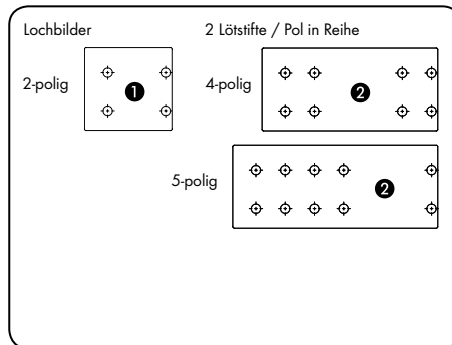 Lochbilder
2 Lötstifte / Pol in Reihe
2-polig
1
4-polig
2
5-polig
2